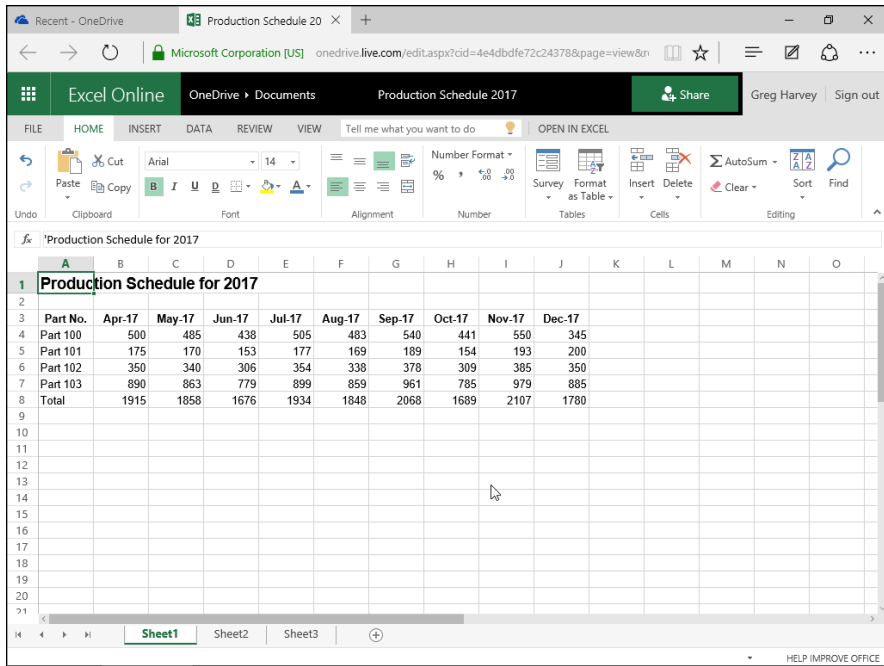 Recent - OneDrive Production Schedule 20
Microsoft Corporation [US] onedrive.live.com/edit.aspx?cid=4e4dbdfe72c24378&page=view&r
Excel Online OneDrive Documents Production Schedule 2017 Share Greg Harvey Sign out
FILE HOME INSERT DATA REVIEW VIEW Tell me what you want to do OPEN IN EXCEL
Cut Arial 14 Number Format AutoSum
Paste Copy B I U D A % , .00 .00 Survey Format as Table Insert Delete Clear Sort Find
Undo Clipboard Font Alignment Number Tables Cells Editing
fx 'Production Schedule for 2017
A B C D E F G H I J K L M N O
1 Production Schedule for 2017
2
3 Part No. Apr-17 May-17 Jun-17 Jul-17 Aug-17 Sep-17 Oct-17 Nov-17 Dec-17
4 Part 100 500 485 438 505 483 540 441 550 345
5 Part 101 175 170 153 177 169 189 154 193 200
6 Part 102 350 340 306 354 338 378 309 385 350
7 Part 103 890 863 779 899 859 961 785 979 885
8 Total 1915 1858 1676 1934 1848 2068 1689 2107 1780
9
10
11
12
13
14
15
16
17
18
19
20
21
Sheet1 Sheet2 Sheet3
HELP IMPROVE OFFICE